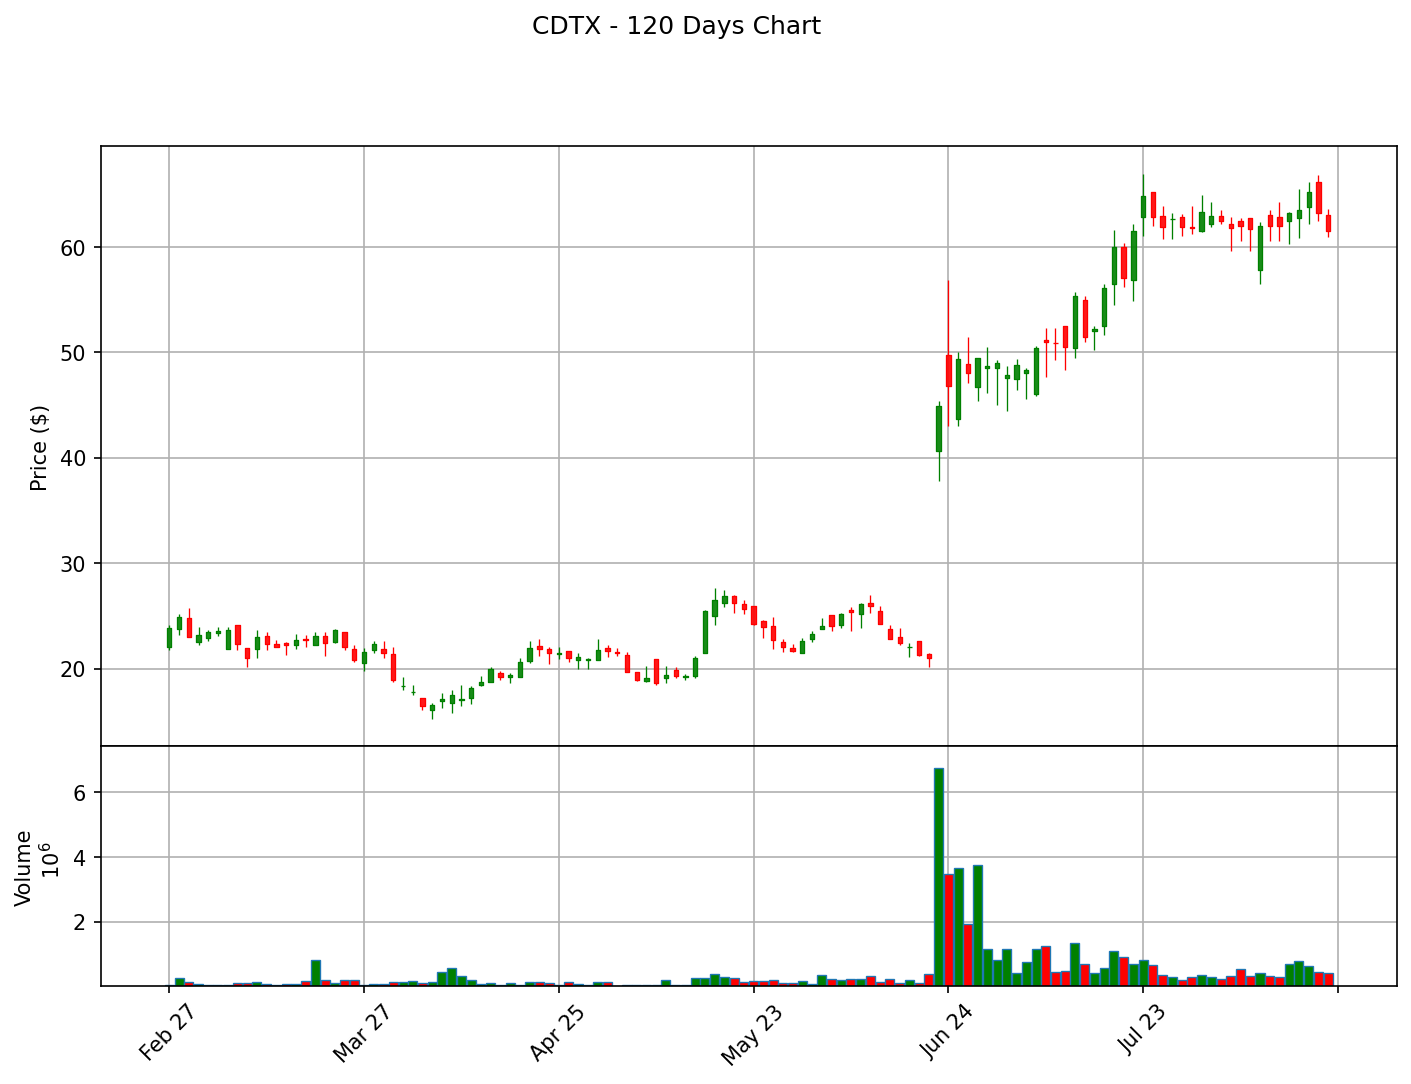 CDTX - 120 Days Chart
Price ($)
60
50
40
30
20
Volume
10⁶
6
4
2
Feb 27
Mar 27
Apr 25
May 23
Jun 24
Jul 23